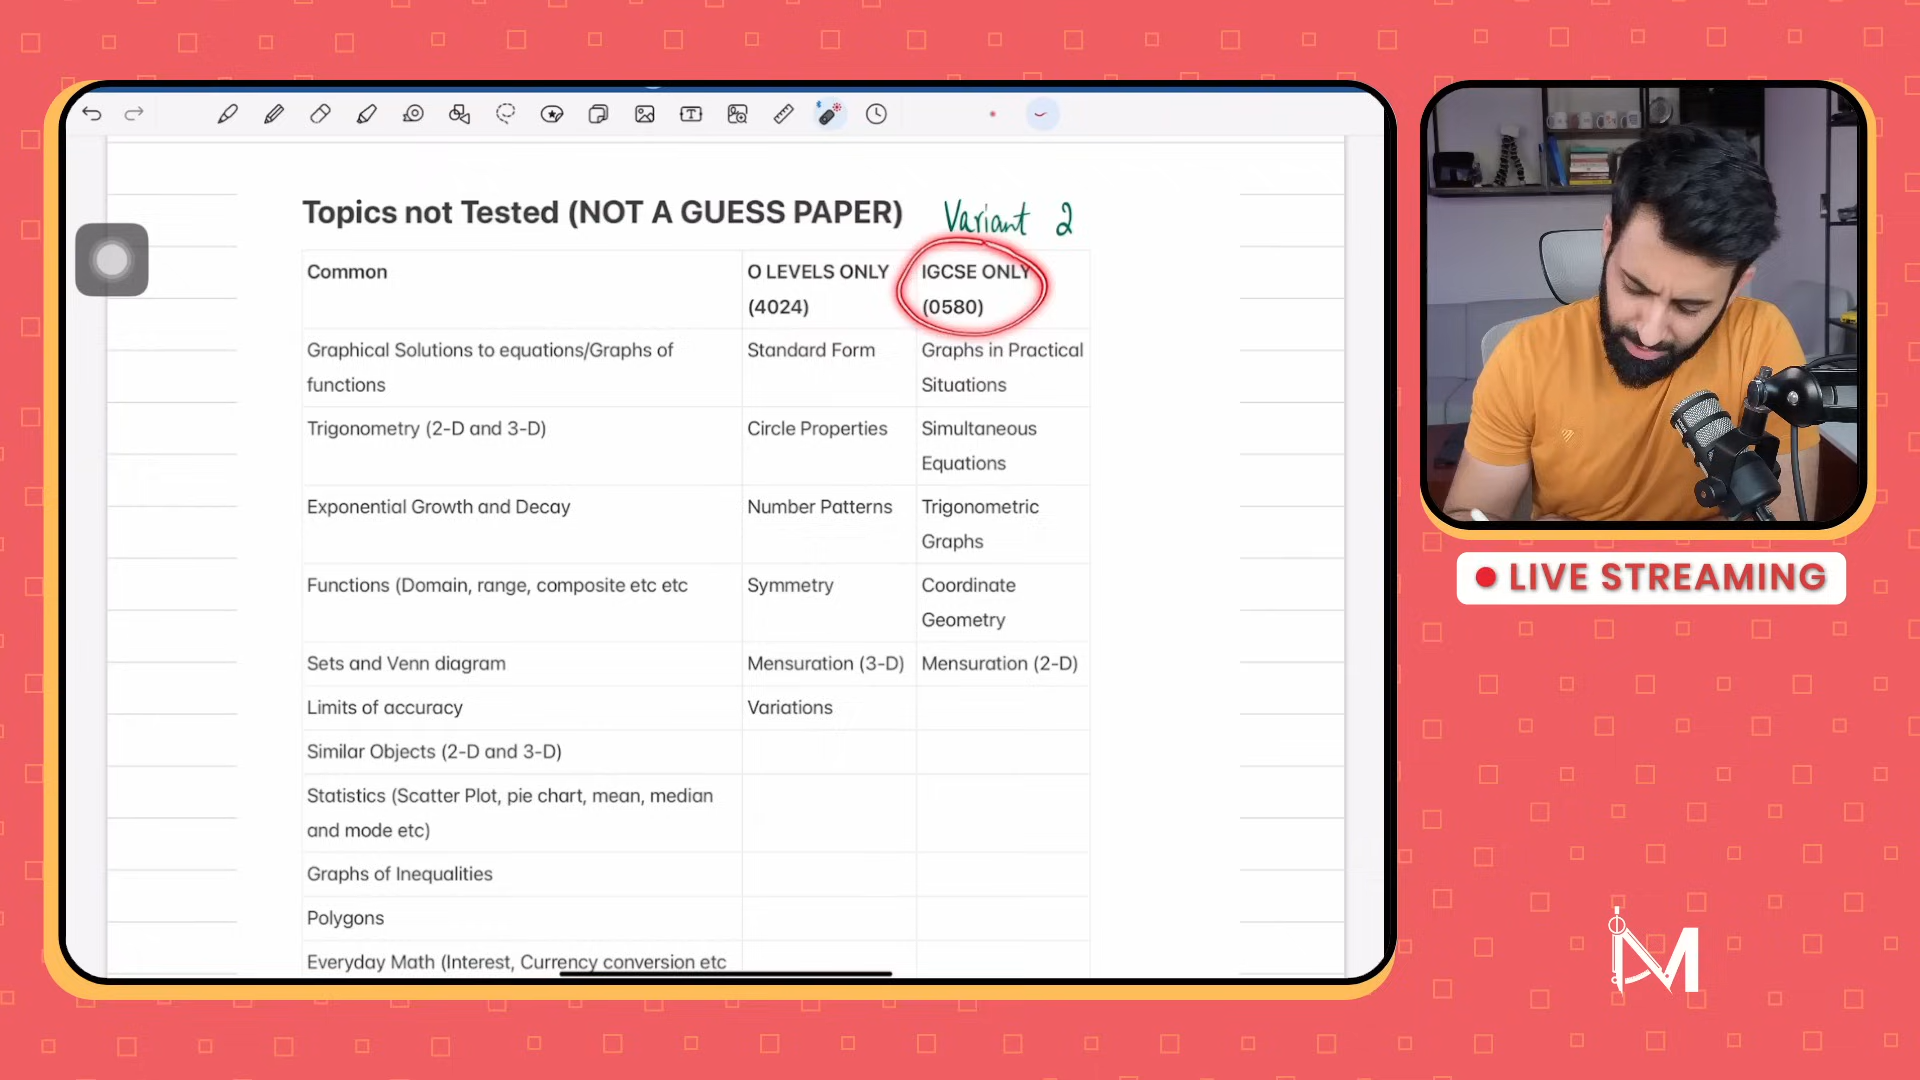 Topics not Tested (NOT A GUESS PAPER) Variant 2
Common
O LEVELS ONLY
(4024)
IGCSE ONLY
(0580)
Graphical Solutions to equations/Graphs of
functions
Standard Form
Graphs in Practical
Situations
Trigonometry (2-D and 3-D)
Circle Properties
Simultaneous
Equations
Exponential Growth and Decay
Number Patterns
Trigonometric
Graphs
Functions (Domain, range, composite etc etc
Symmetry
Coordinate
Geometry
Sets and Venn diagram
Mensuration (3-D)
Mensuration (2-D)
Limits of accuracy
Variations
Similar Objects (2-D and 3-D)
Statistics (Scatter Plot, pie chart, mean, median
and mode etc)
Graphs of Inequalities
Polygons
Everyday Math (Interest, Currency conversion etc
LIVE STREAMING
M